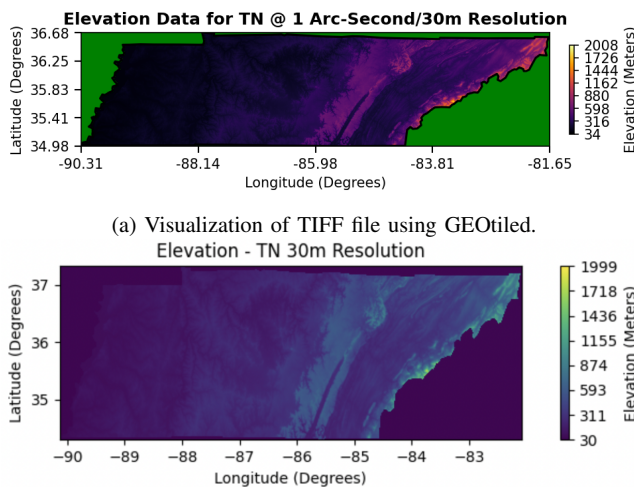 Elevation Data for TN @ 1 Arc-Second/30m Resolution
Latitude (Degrees)
36.68
36.25
35.83
35.41
34.98
-90.31 -88.14 -85.98 -83.81 -81.65
Longitude (Degrees)
2008
1726
1444
1162
880
598
316
34
Elevation (Meters)
(a) Visualization of TIFF file using GEOtiled.
Elevation - TN 30m Resolution
Latitude (Degrees)
37
36
35
−90 −89 −88 −87 −86 −85 −84 −83
Longitude (Degrees)
1999
1718
1436
1155
874
593
311
30
Elevation (Meters)